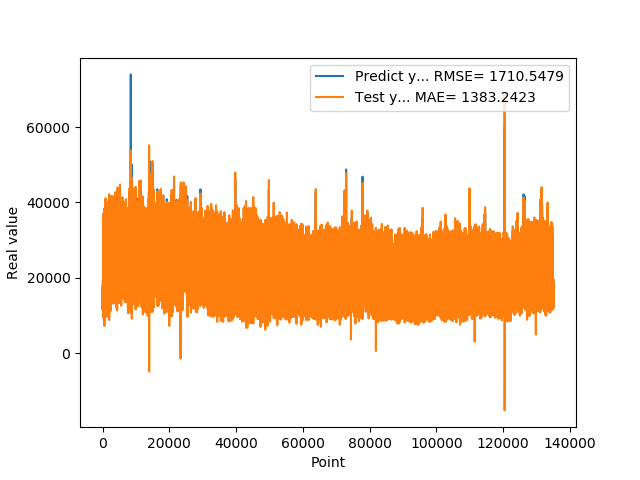 Predict y... RMSE= 1710.5479
Test y... MAE= 1383.2423
60000
40000
20000
0
Real value
0 20000 40000 60000 80000 100000 120000 140000
Point